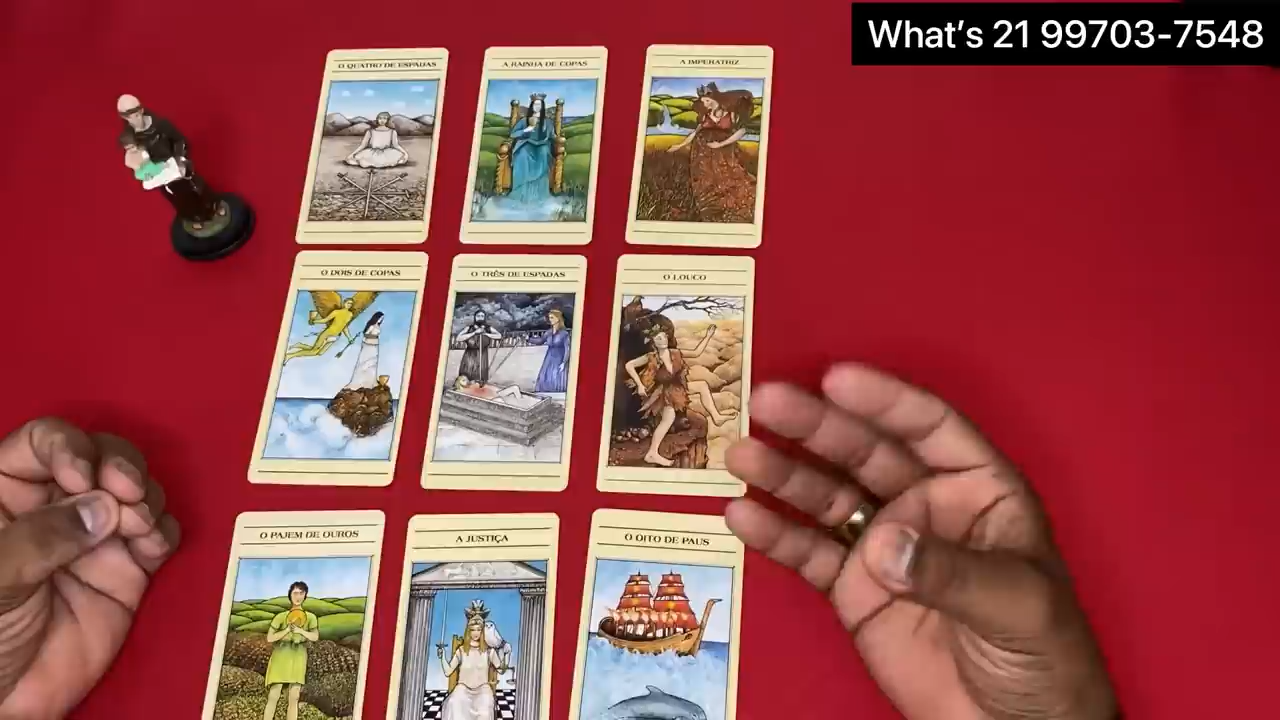 What's 21 99703-7548
O QUATRO DE ESPADAS
A RAINHA DE COPAS
A IMPERATRIZ
O DOIS DE COPAS
O TRÊS DE ESPADAS
O LOUCO
O PAJEM DE OUROS
A JUSTIÇA
O OITO DE PAUS